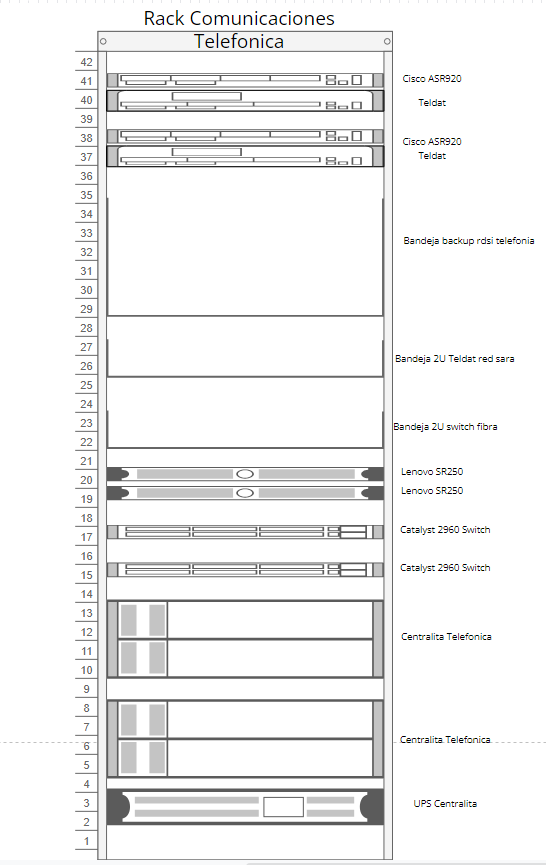 Rack Comunicaciones
Telefonica
42
41
Cisco ASR920
40
Teldat
39
38
Cisco ASR920
37
Teldat
36
35
34
33
Bandeja backup rdsi telefonia
32
31
30
29
28
27
Bandeja 2U Teldat red sara
26
25
24
23
Bandeja 2U switch fibra
22
21
20
Lenovo SR250
19
Lenovo SR250
18
17
Catalyst 2960 Switch
16
15
Catalyst 2960 Switch
14
13
12
Centralita Telefonica
11
10
9
8
7
6
Centralita Telefonica
5
4
3
UPS Centralita
2
1